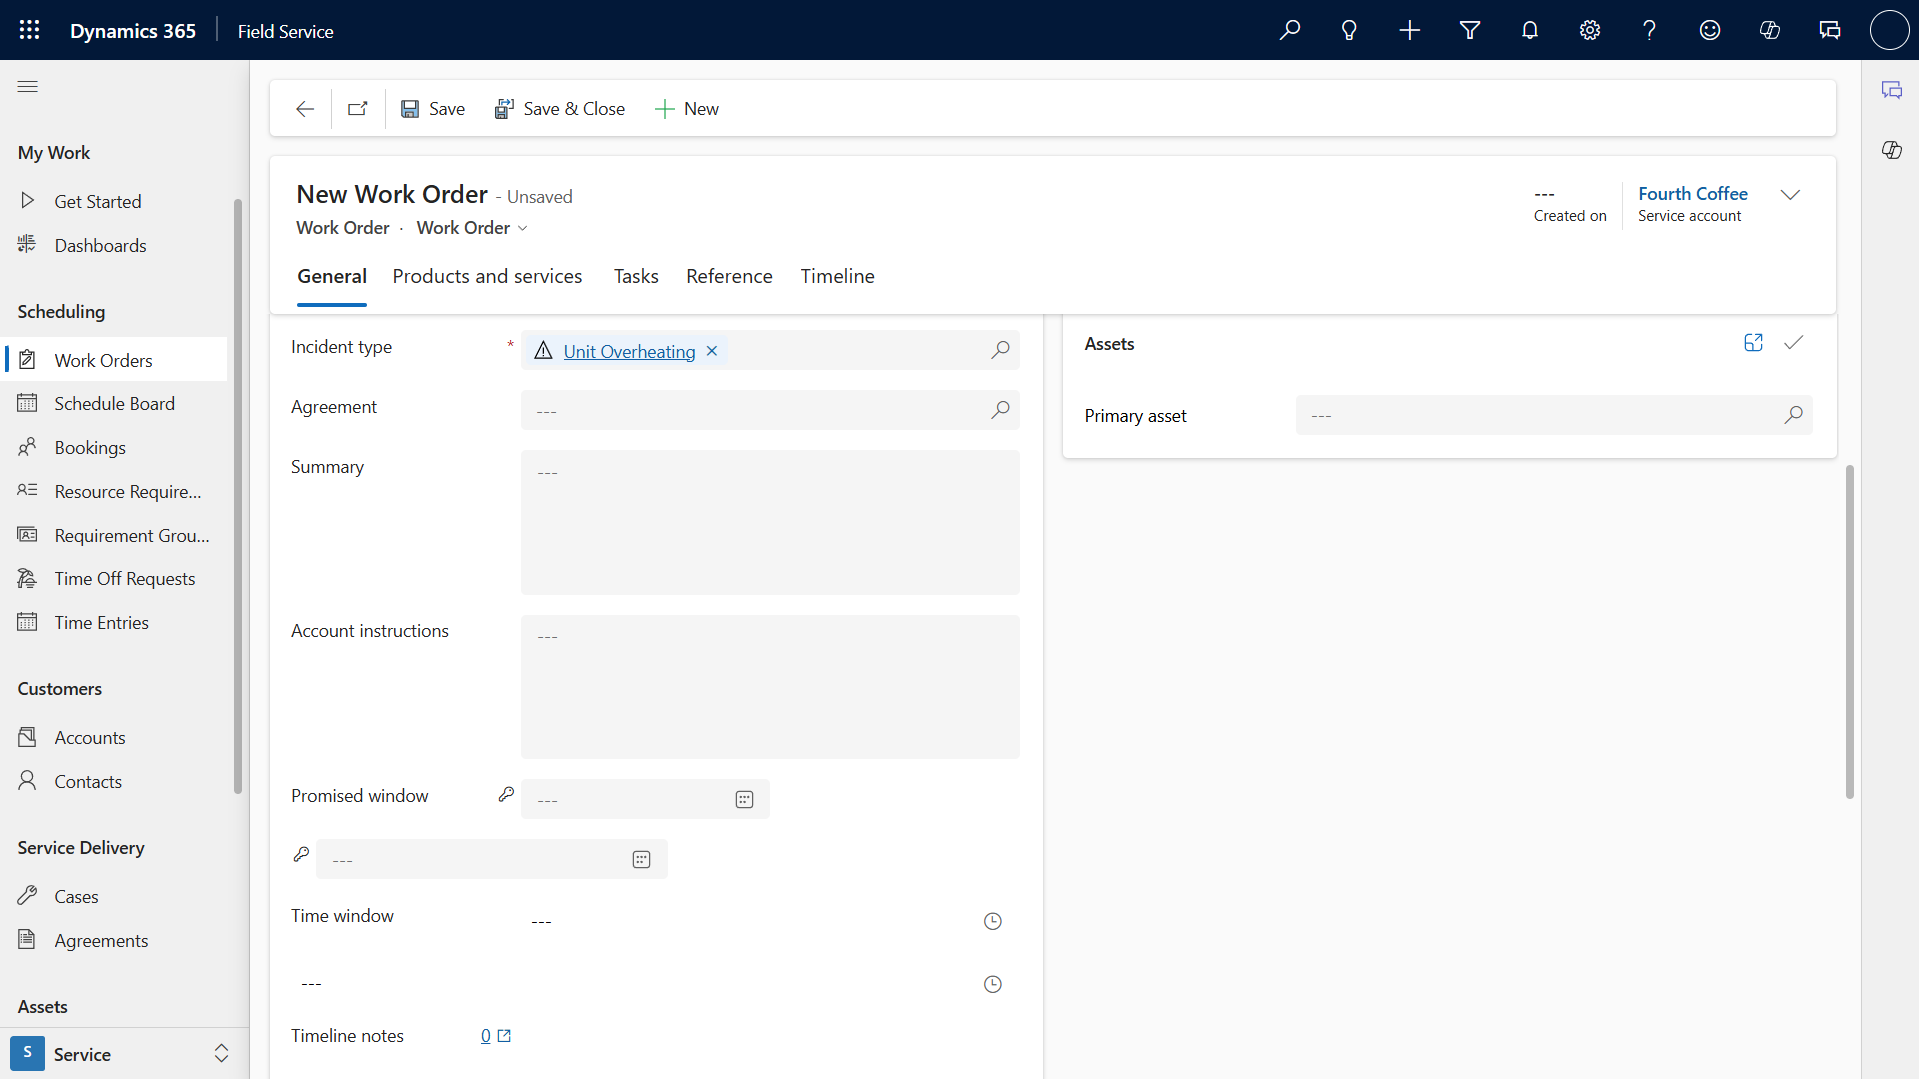 Dynamics 365
Field Service
Save
Save & Close
New
My Work
Get Started
Dashboards
Scheduling
Work Orders
Schedule Board
Bookings
Resource Require...
Requirement Grou...
Time Off Requests
Time Entries
Customers
Accounts
Contacts
Service Delivery
Cases
Agreements
Assets
S Service
New Work Order - Unsaved
Work Order · Work Order
---
Created on
Fourth Coffee
Service account
General
Products and services
Tasks
Reference
Timeline
Incident type * Unit Overheating
Agreement ---
Summary ---
Account instructions ---
Promised window ---
---
Time window ---
---
Timeline notes 0
Assets
Primary asset ---